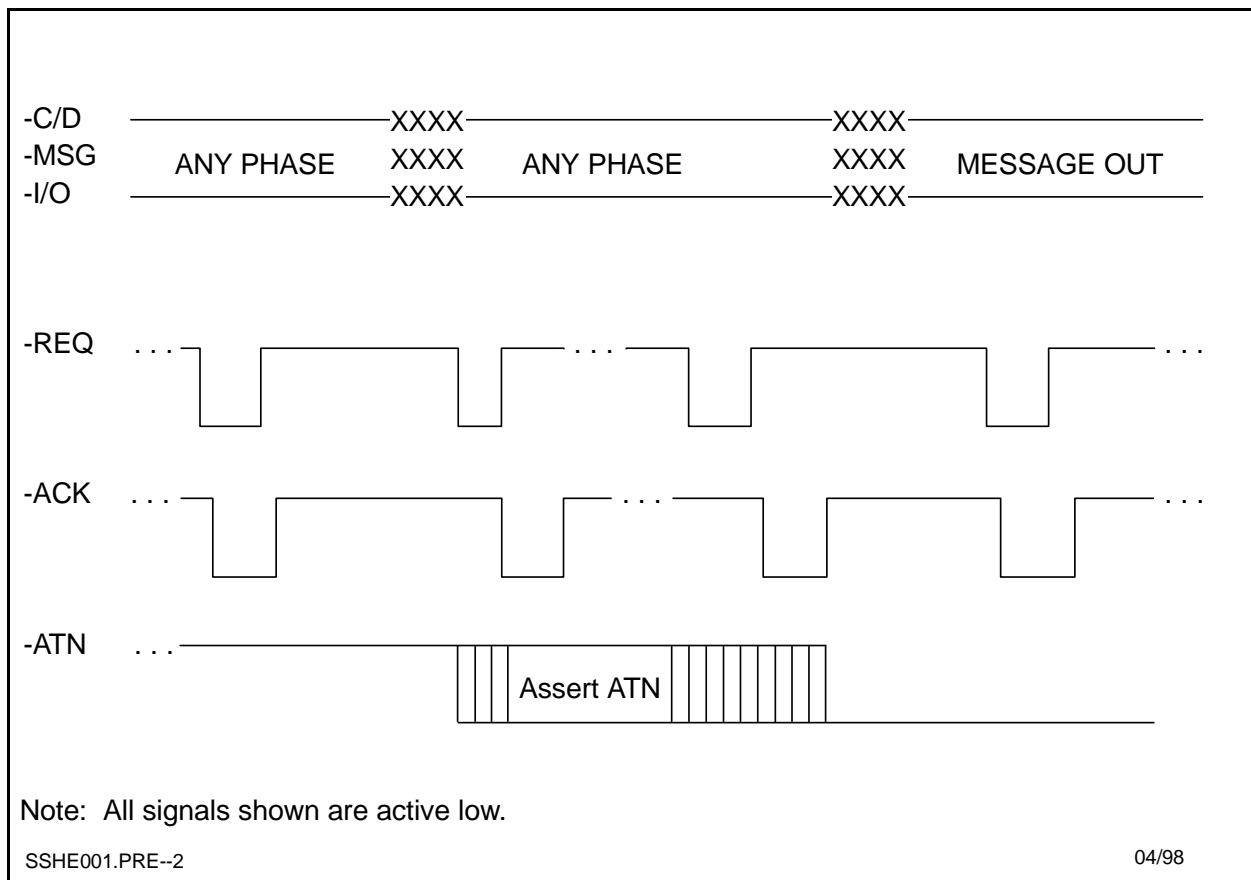 -C/D XXXX XXXX
-MSG ANY PHASE XXXX ANY PHASE XXXX MESSAGE OUT
-I/O XXXX XXXX
-REQ . . . . . . . . .
-ACK . . . . . . . . .
-ATN . . .
Assert ATN
Note: All signals shown are active low.
SSHE001.PRE--2 04/98